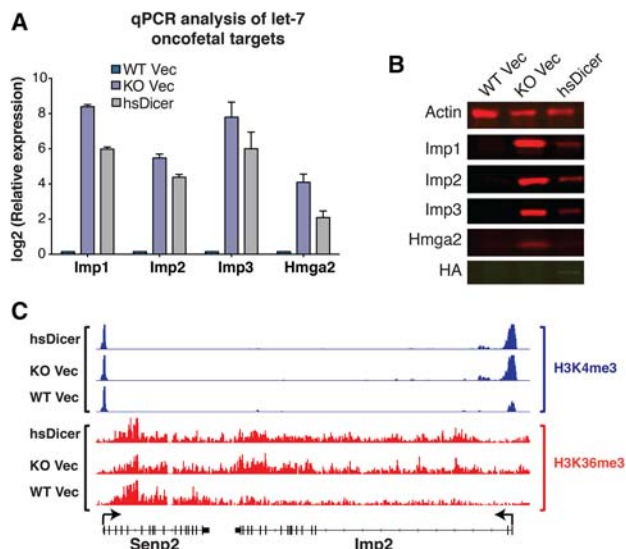 A
qPCR analysis of let-7
oncofetal targets
WT Vec
KO Vec
hsDicer
log2 (Relative expression)
10
8
6
4
2
0
Imp1
Imp2
Imp3
Hmga2
B
WT Vec
KO Vec
hsDicer
Actin
Imp1
Imp2
Imp3
Hmga2
HA
C
hsDicer
KO Vec
WT Vec
H3K4me3
hsDicer
KO Vec
WT Vec
H3K36me3
Senp2
Imp2